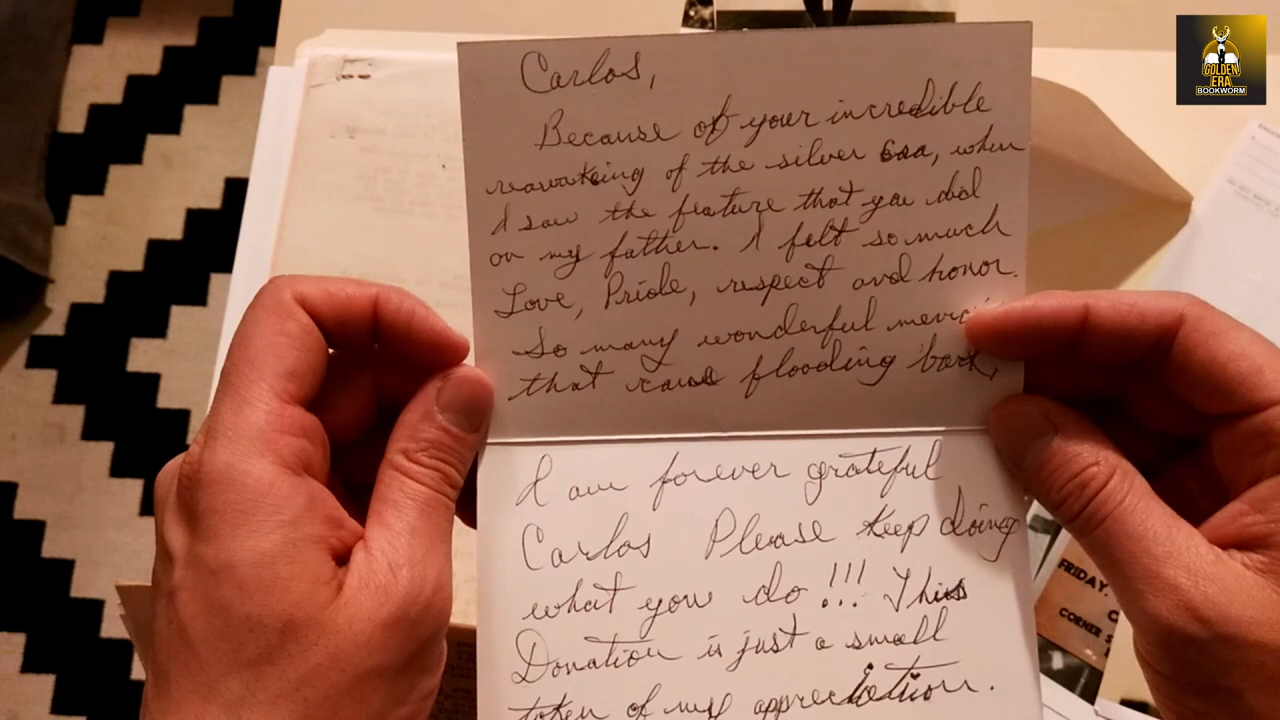 Carlos,
Because of your incredible
reawakeing of the silver era, when
I saw the feature that you did
on my father. I felt so much
Love, Pride, respect and honor.
So many wonderful
that came flooding back,
I am forever grateful
Carlos Please keep doing
what you do !!! This
Donation is just a small
token of my appreciation.
GOLDEN
ERA
BOOKWORM
FRIDAY,
CORNER